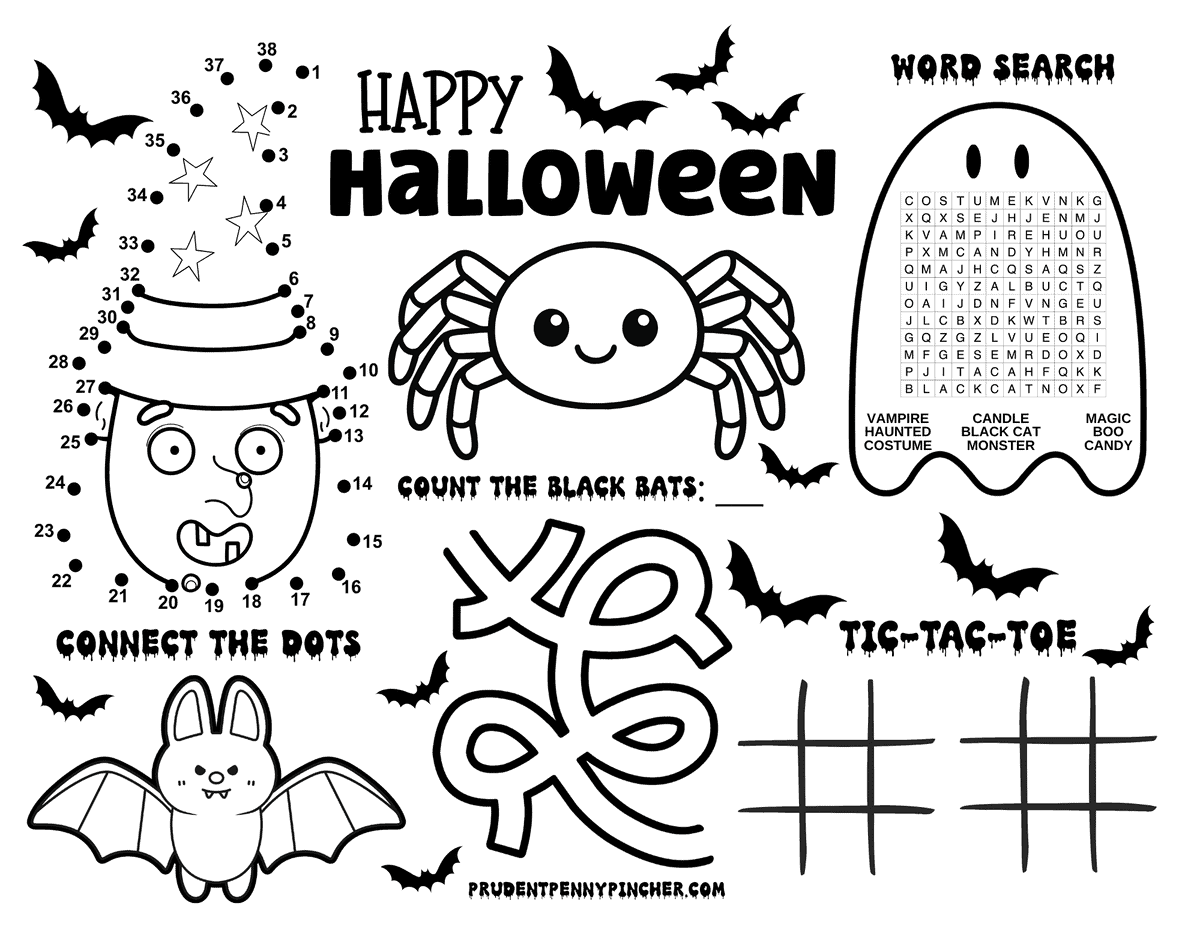 38
37
1
36
2
35
3
34
4
33
5
32
6
31
7
30
8
29
9
28
10
27
11
26
12
25
13
24
14
23
15
22
16
21
20
19
18
17
CONNECT THE DOTS
HAPPY
HALLOWeeN
COUNT THE BLACK BATS: ____
WORD SEARCH
C O S T U M E K V N K G
X Q X S E J H J E N M J
K V A M P I R E H U O U
P X M C A N D Y H M N R
Q M A J H C Q S A Q S Z
U I G Y Z A L B U C T Q
O A I J D N F V N G E U
J L C B X D K W T B R S
G Q Z G Z L V U E O Q I
M F G E S E M R D O X D
P J I T A C A H F Q K K
B L A C K C A T N O X F
VAMPIRE CANDLE MAGIC
HAUNTED BLACK CAT BOO
COSTUME MONSTER CANDY
TIC-TAC-TOE
PRUDENTPENNYPINCHER.COM